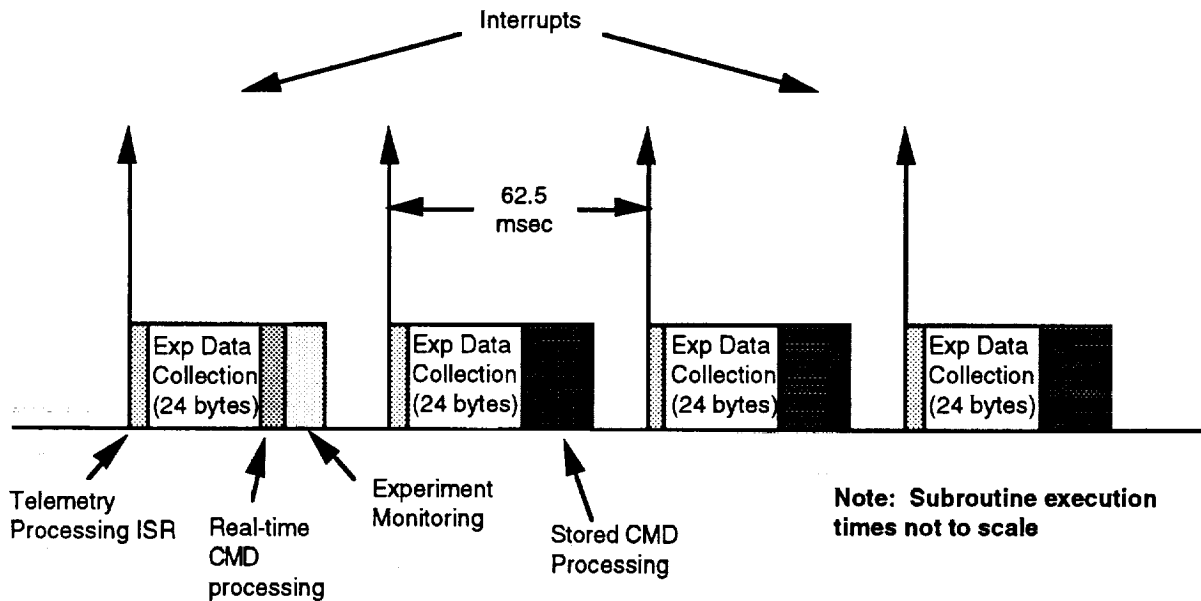 Interrupts
62.5
msec
Exp Data
Collection
(24 bytes)
Exp Data
Collection
(24 bytes)
Exp Data
Collection
(24 bytes)
Exp Data
Collection
(24 bytes)
Telemetry
Processing ISR
Real-time
CMD
processing
Experiment
Monitoring
Stored CMD
Processing
Note: Subroutine execution
times not to scale